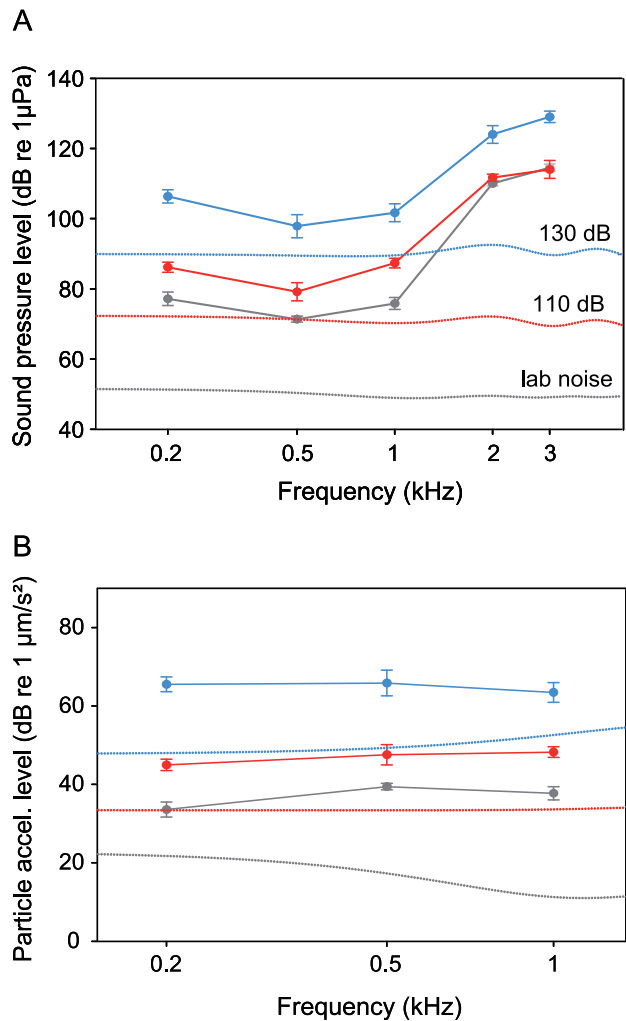 A
Sound pressure level (dB re 1µPa)
140
120
100
80
60
40
130 dB
110 dB
lab noise
0.2 0.5 1 2 3
Frequency (kHz)
B
Particle accel. level (dB re 1 µm/s²)
80
60
40
20
0
0.2 0.5 1
Frequency (kHz)